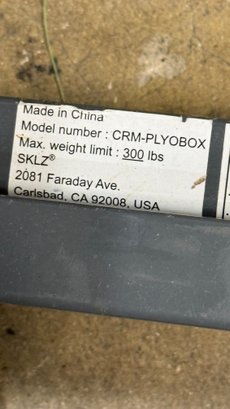 Made in China
Model number : CRM-PLYOBOX
Max. weight limit : 300 lbs
SKLZ®
2081 Faraday Ave.
Carlsbad, CA 92008, USA